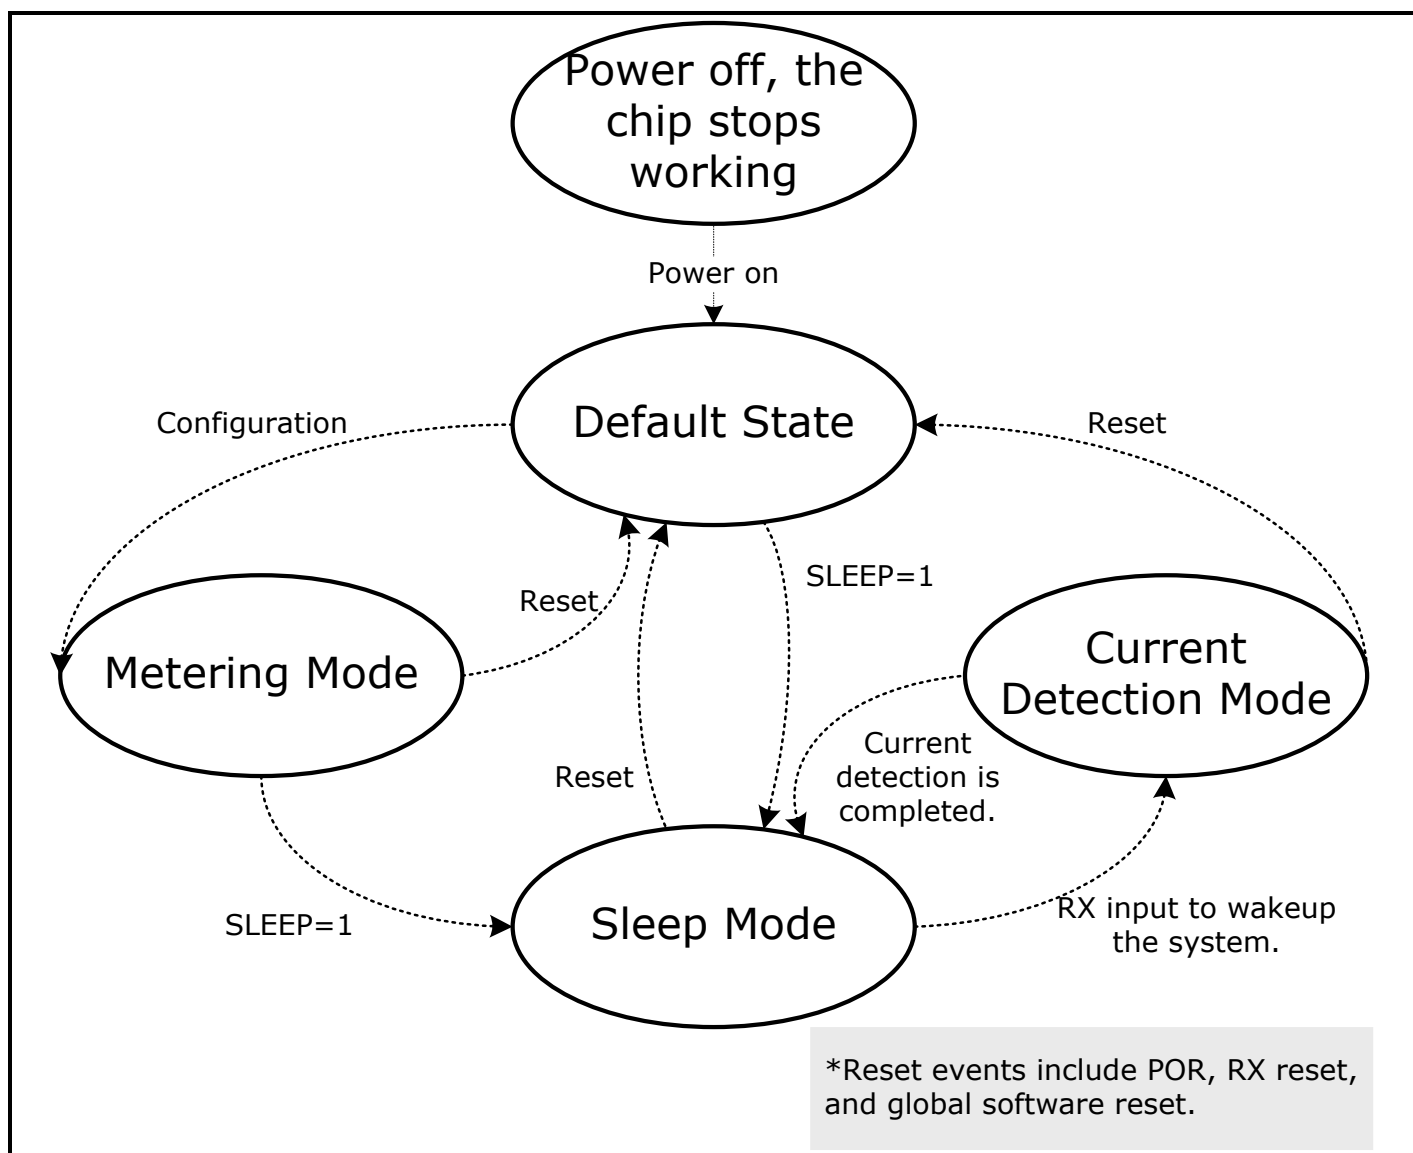 Power off, the
chip stops
working
Power on
Default State
Configuration
Reset
Reset
SLEEP=1
Metering Mode
Current
Detection Mode
Reset
Current
detection is
completed.
SLEEP=1
Sleep Mode
RX input to wakeup
the system.
*Reset events include POR, RX reset,
and global software reset.